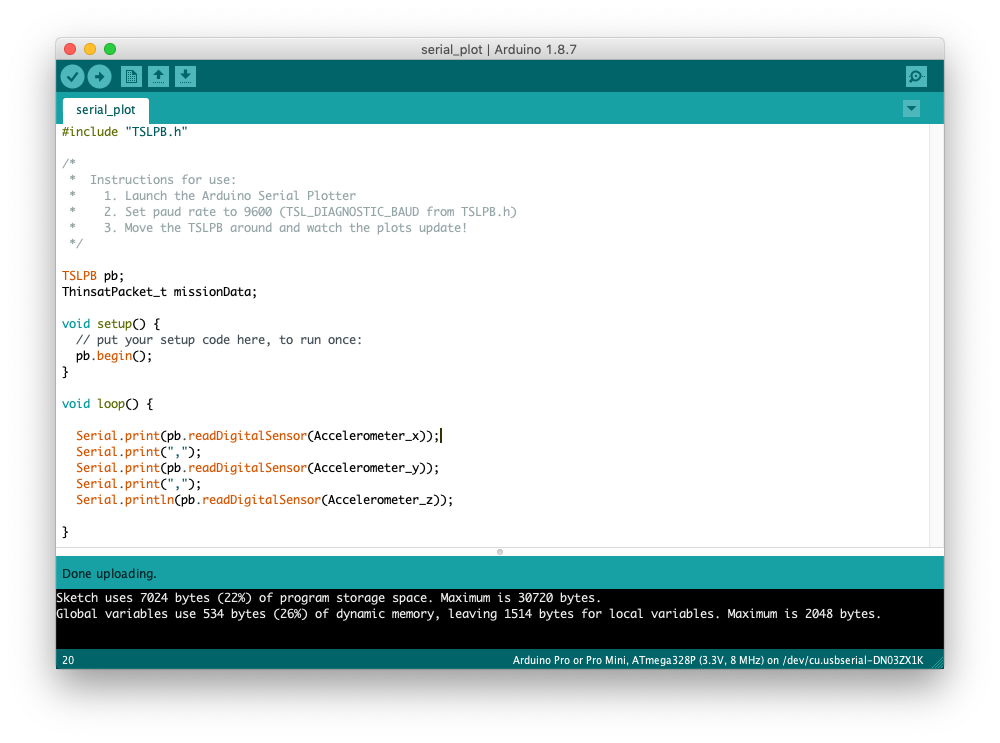 serial_plot | Arduino 1.8.7
serial_plot
#include "TSLPB.h"
/*
 *  Instructions for use:
 *    1. Launch the Arduino Serial Plotter
 *    2. Set paud rate to 9600 (TSL_DIAGNOSTIC_BAUD from TSLPB.h)
 *    3. Move the TSLPB around and watch the plots update!
 */
TSLPB pb;
ThinsatPacket_t missionData;
void setup() {
  // put your setup code here, to run once:
  pb.begin();
}
void loop() {
  Serial.print(pb.readDigitalSensor(Accelerometer_x));
  Serial.print(",");
  Serial.print(pb.readDigitalSensor(Accelerometer_y));
  Serial.print(",");
  Serial.println(pb.readDigitalSensor(Accelerometer_z));
}
Done uploading.
Sketch uses 7024 bytes (22%) of program storage space. Maximum is 30720 bytes.
Global variables use 534 bytes (26%) of dynamic memory, leaving 1514 bytes for local variables. Maximum is 2048 bytes.
20 Arduino Pro or Pro Mini, ATmega328P (3.3V, 8 MHz) on /dev/cu.usbserial-DN03ZX1K